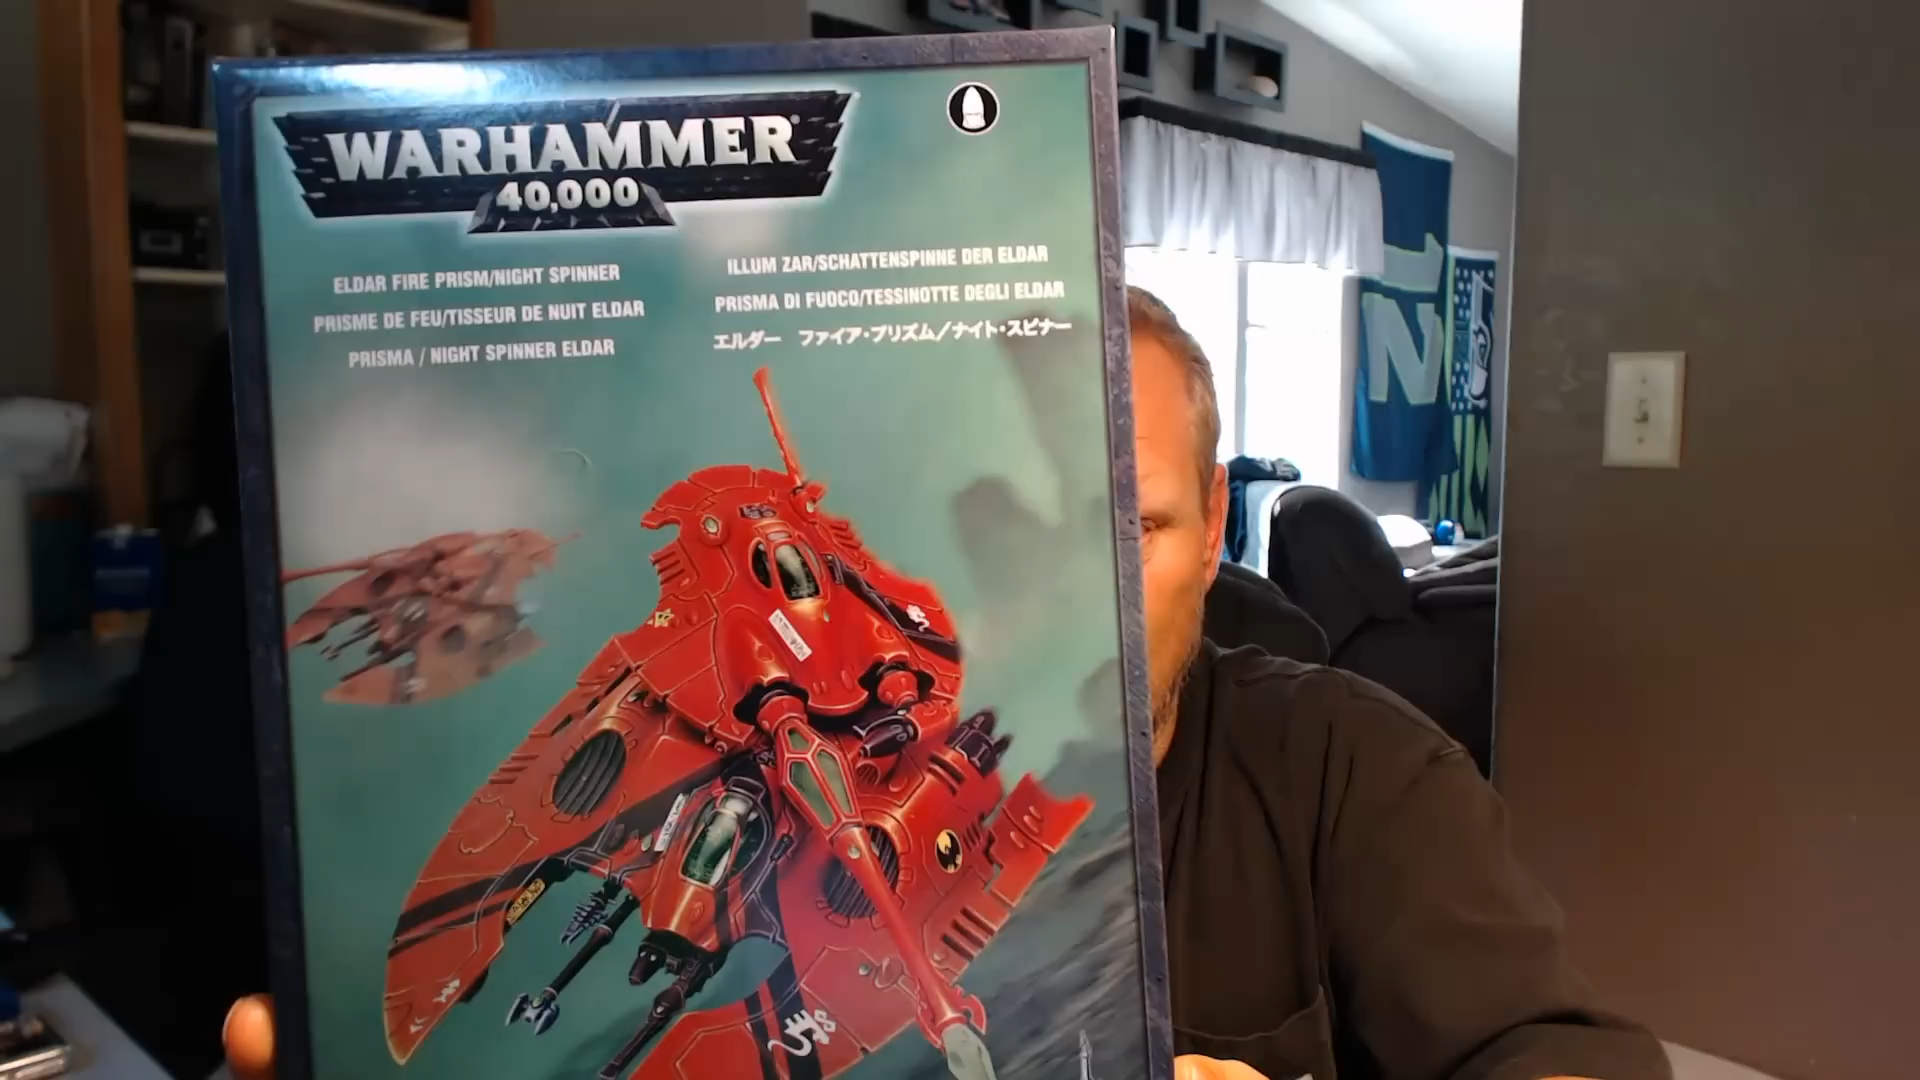 WARHAMMER®
40,000
ELDAR FIRE PRISM/NIGHT SPINNER
PRISME DE FEU/TISSEUR DE NUIT ELDAR
PRISMA / NIGHT SPINNER ELDAR
ILLUM ZAR/SCHATTENSPINNE DER ELDAR
PRISMA DI FUOCO/TESSINOTTE DEGLI ELDAR
エルダー ファイア・プリズム/ナイト・スピナー
12